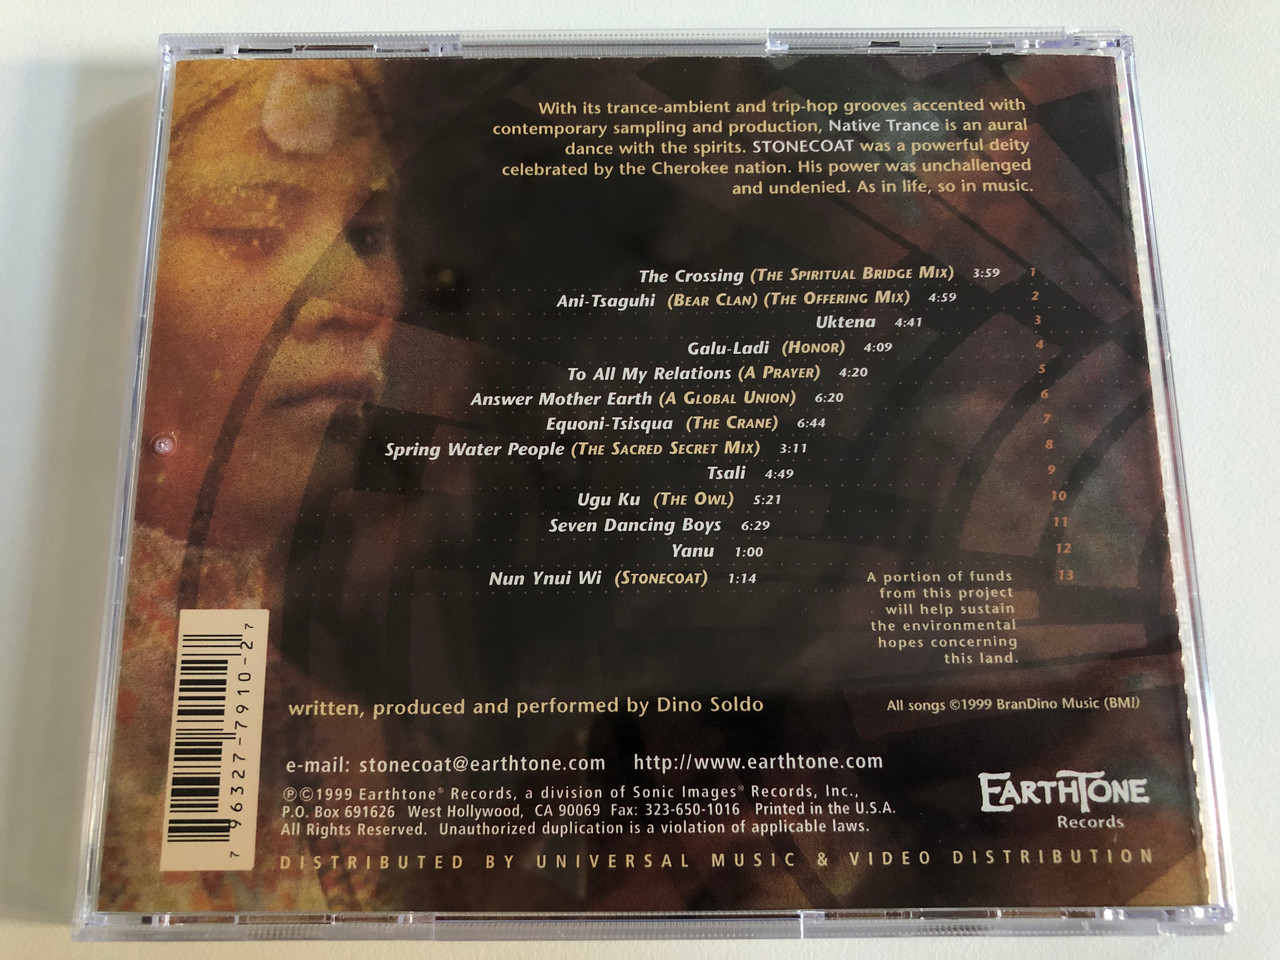 With its trance-ambient and trip-hop grooves accented with
contemporary sampling and production, Native Trance is an aural
dance with the spirits. STONECOAT was a powerful deity
celebrated by the Cherokee nation. His power was unchallenged
and undenied. As in life, so in music.
The Crossing (The Spiritual Bridge Mix) 3:59 1
Ani-Tsaguhi (Bear Clan) (The Offering Mix) 4:59 2
Uktena 4:41 3
Galu-Ladi (Honor) 4:09 4
To All My Relations (A Prayer) 4:20 5
Answer Mother Earth (A Global Union) 6:20 6
Equoni-Tsisqua (The Crane) 6:44 7
Spring Water People (The Sacred Secret Mix) 3:11 8
Tsali 4:49 9
Ugu Ku (The Owl) 5:21 10
Seven Dancing Boys 6:29 11
Yanu 1:00 12
Nun Ynui Wi (Stonecoat) 1:14 13
A portion of funds
from this project
will help sustain
the environmental
hopes concerning
this land.
7 96327-7910-2 7
written, produced and performed by Dino Soldo
All songs ©1999 BranDino Music (BMI)
e-mail: stonecoat@earthtone.com http://www.earthtone.com
℗©1999 Earthtone® Records, a division of Sonic Images® Records, Inc.,
P.O. Box 691626 West Hollywood, CA 90069 Fax: 323-650-1016 Printed in the U.S.A.
All Rights Reserved. Unauthorized duplication is a violation of applicable laws.
EARTHTONE
Records
DISTRIBUTED BY UNIVERSAL MUSIC & VIDEO DISTRIBUTION